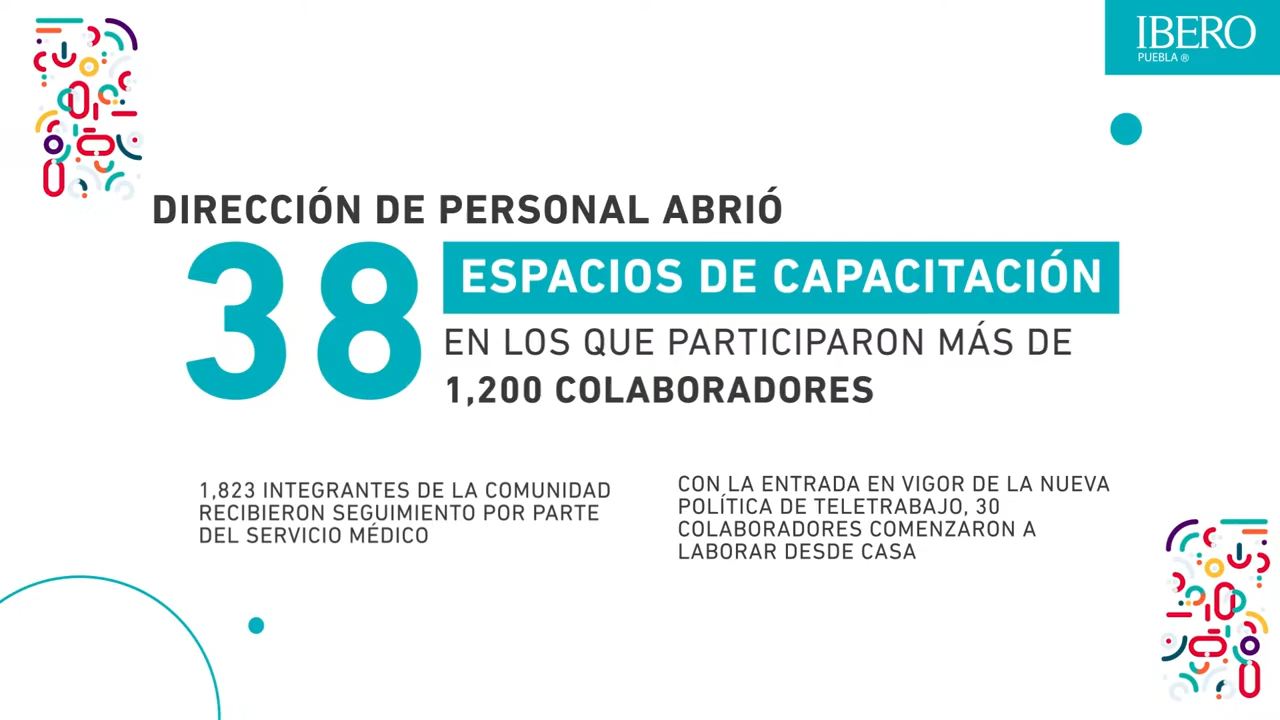 IBERO
PUEBLA ®
DIRECCIÓN DE PERSONAL ABRIÓ
38
ESPACIOS DE CAPACITACIÓN
EN LOS QUE PARTICIPARON MÁS DE
1,200 COLABORADORES
1,823 INTEGRANTES DE LA COMUNIDAD
RECIBIERON SEGUIMIENTO POR PARTE
DEL SERVICIO MÉDICO
CON LA ENTRADA EN VIGOR DE LA NUEVA
POLÍTICA DE TELETRABAJO, 30
COLABORADORES COMENZARON A
LABORAR DESDE CASA